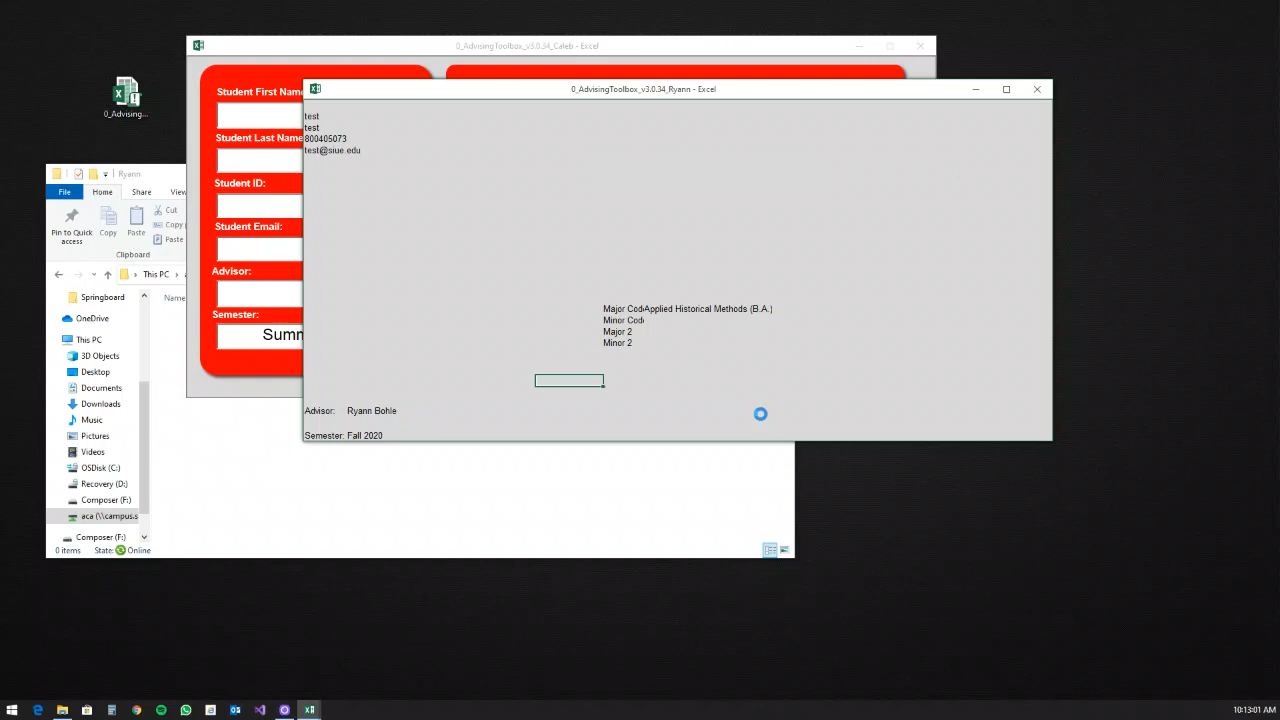 0_AdvisingToolbox_v3.0.34_Caleb - Excel
Student First Name
Student Last Name
Student ID:
Student Email:
Advisor:
Semester:
Summ
0_AdvisingToolbox_v3.0.34_Ryann - Excel
test
test
800405073
test@siue.edu
Major Code Applied Historical Methods (B.A.)
Minor Code
Major 2
Minor 2
Advisor: Ryann Bohle
Semester: Fall 2020
0_Advising...
Ryann
File Home Share View
Pin to Quick access
Copy
Paste
Cut
Copy p
Paste
Clipboard
This PC
Name
Springboard
OneDrive
This PC
3D Objects
Desktop
Documents
Downloads
Music
Pictures
Videos
OSDisk (C:)
Recovery (D:)
Composer (F:)
aca (\\campus.s
Composer (F:)
0 items State: Online
10:13:01 AM